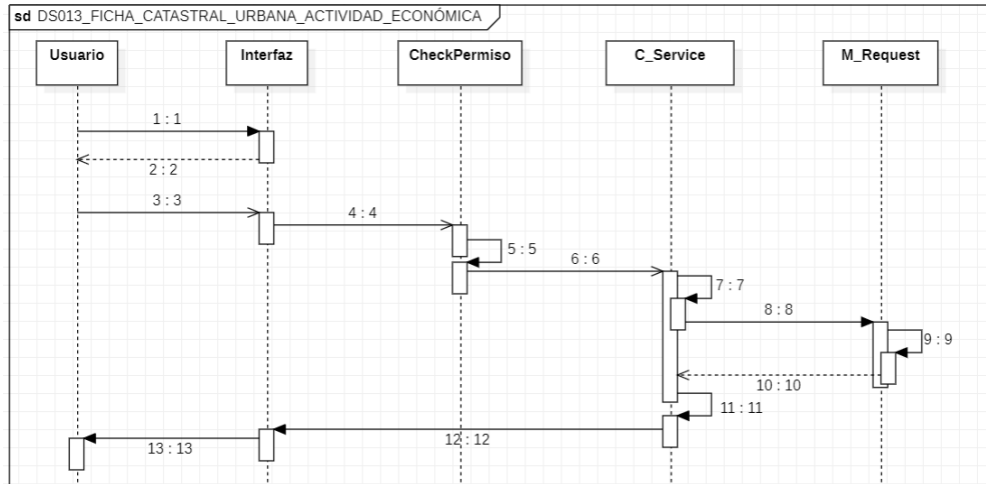 sd DS013_FICHA_CATASTRAL_URBANA_ACTIVIDAD_ECONÓMICA
Usuario
Interfaz
CheckPermiso
C_Service
M_Request
1 : 1
2 : 2
3 : 3
4 : 4
5 : 5
6 : 6
7 : 7
8 : 8
9 : 9
10 : 10
11 : 11
12 : 12
13 : 13